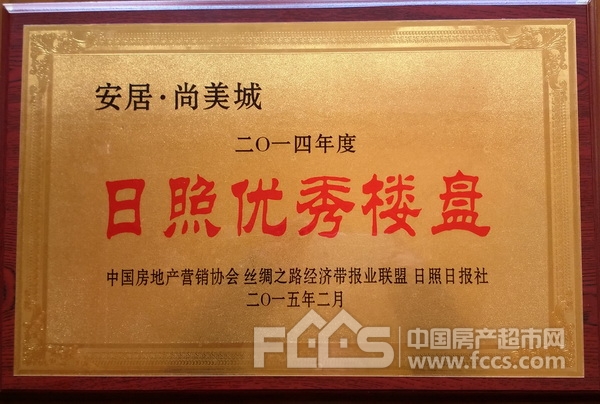 安居·尚美城
二〇一四年度
日照优秀楼盘
中国房地产营销协会 丝绸之路经济带报业联盟 日照日报社
二〇一五年二月
FCCS 中国房产超市网
www.fccs.com